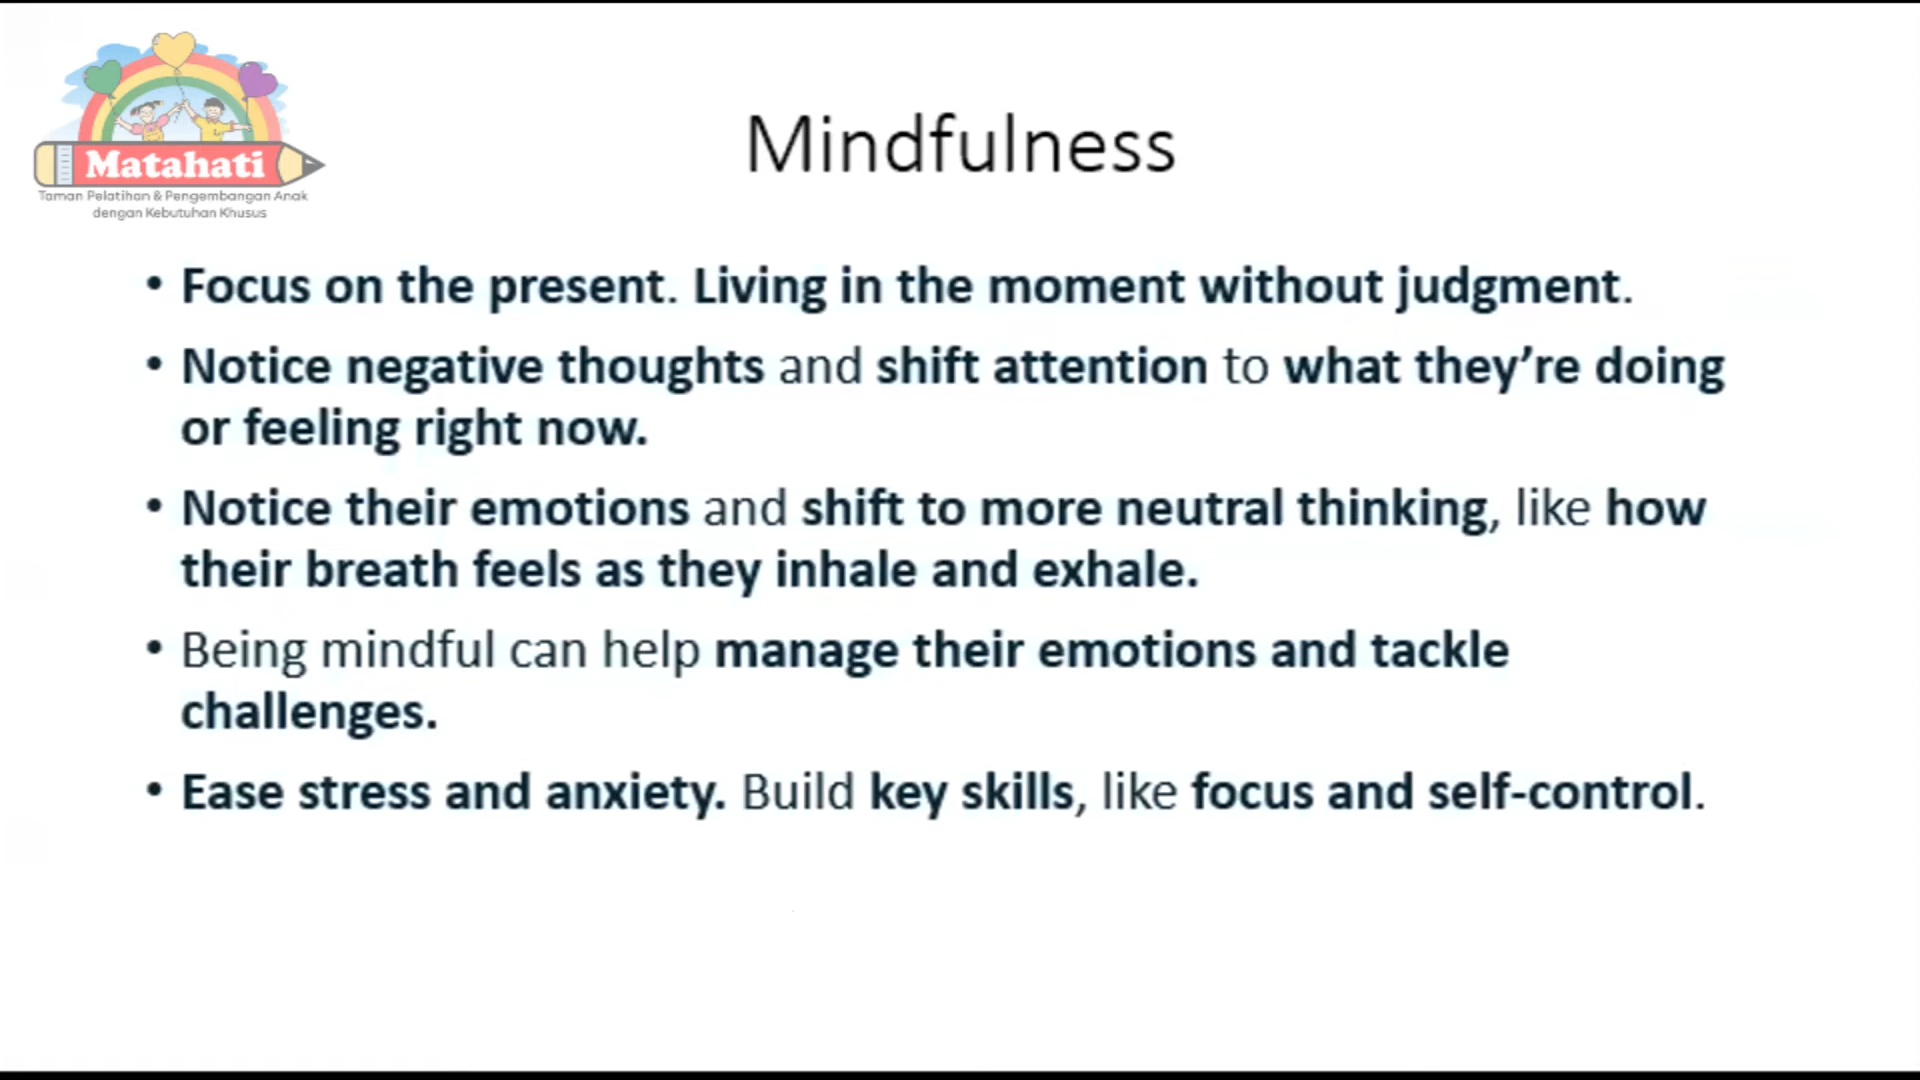 Matahati
Taman Pelatihan & Pengembangan Anak
dengan Kebutuhan Khusus
Mindfulness
• Focus on the present. Living in the moment without judgment.
• Notice negative thoughts and shift attention to what they’re doing
or feeling right now.
• Notice their emotions and shift to more neutral thinking, like how
their breath feels as they inhale and exhale.
• Being mindful can help manage their emotions and tackle
challenges.
• Ease stress and anxiety. Build key skills, like focus and self-control.